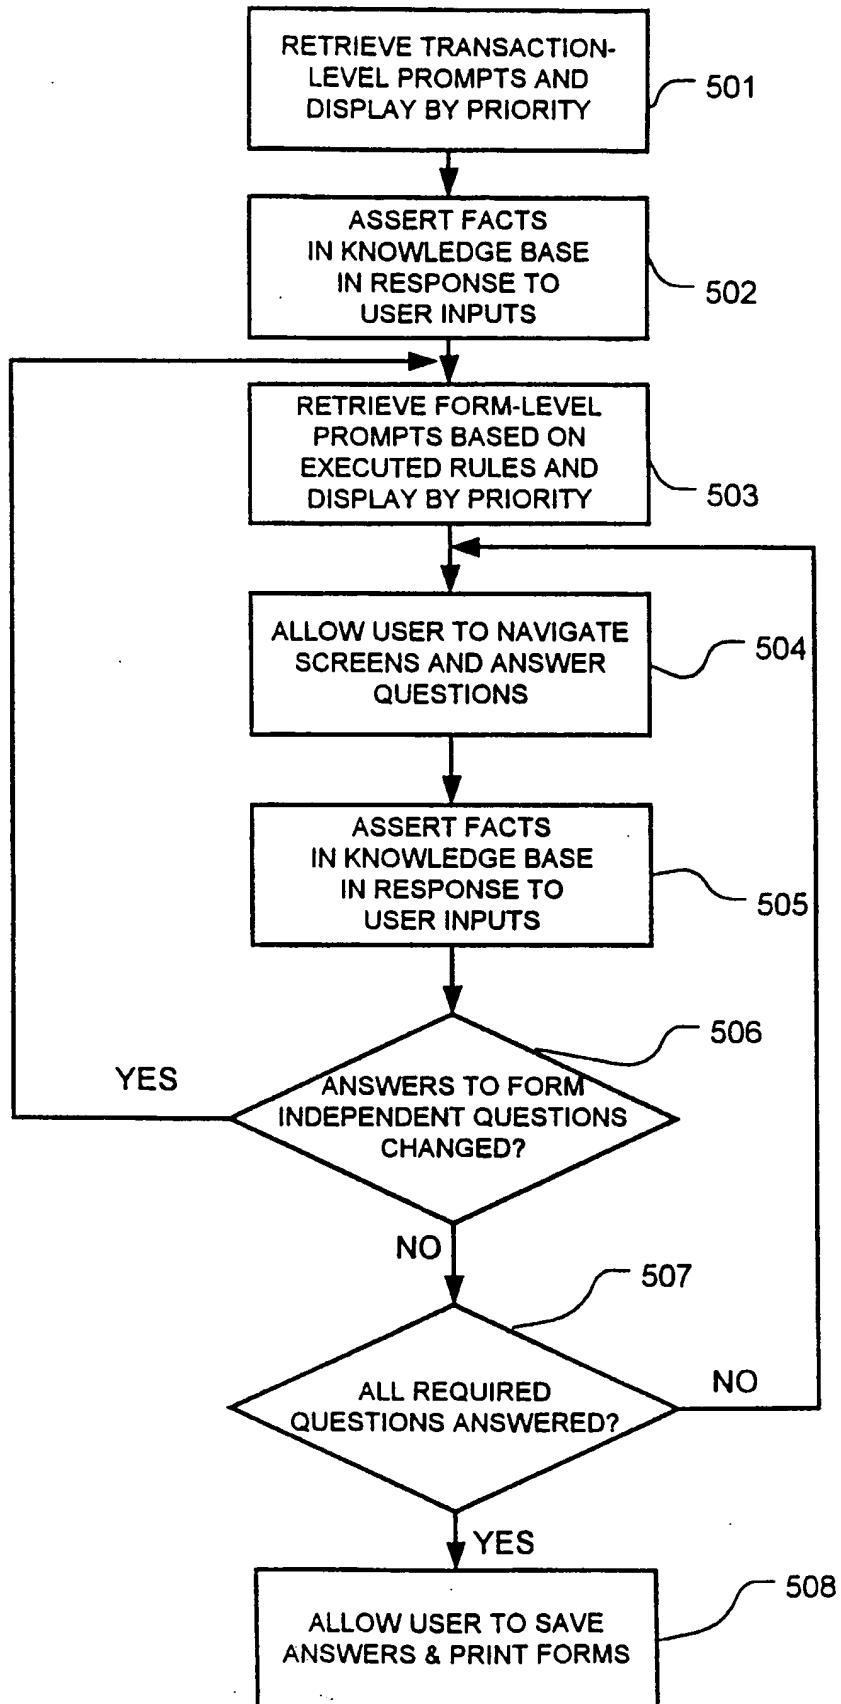 RETRIEVE TRANSACTION-
LEVEL PROMPTS AND
DISPLAY BY PRIORITY
501
ASSERT FACTS
IN KNOWLEDGE BASE
IN RESPONSE TO
USER INPUTS
502
RETRIEVE FORM-LEVEL
PROMPTS BASED ON
EXECUTED RULES AND
DISPLAY BY PRIORITY
503
ALLOW USER TO NAVIGATE
SCREENS AND ANSWER
QUESTIONS
504
ASSERT FACTS
IN KNOWLEDGE BASE
IN RESPONSE TO
USER INPUTS
505
506
YES
ANSWERS TO FORM
INDEPENDENT QUESTIONS
CHANGED?
NO
507
ALL REQUIRED
QUESTIONS ANSWERED?
NO
YES
508
ALLOW USER TO SAVE
ANSWERS & PRINT FORMS